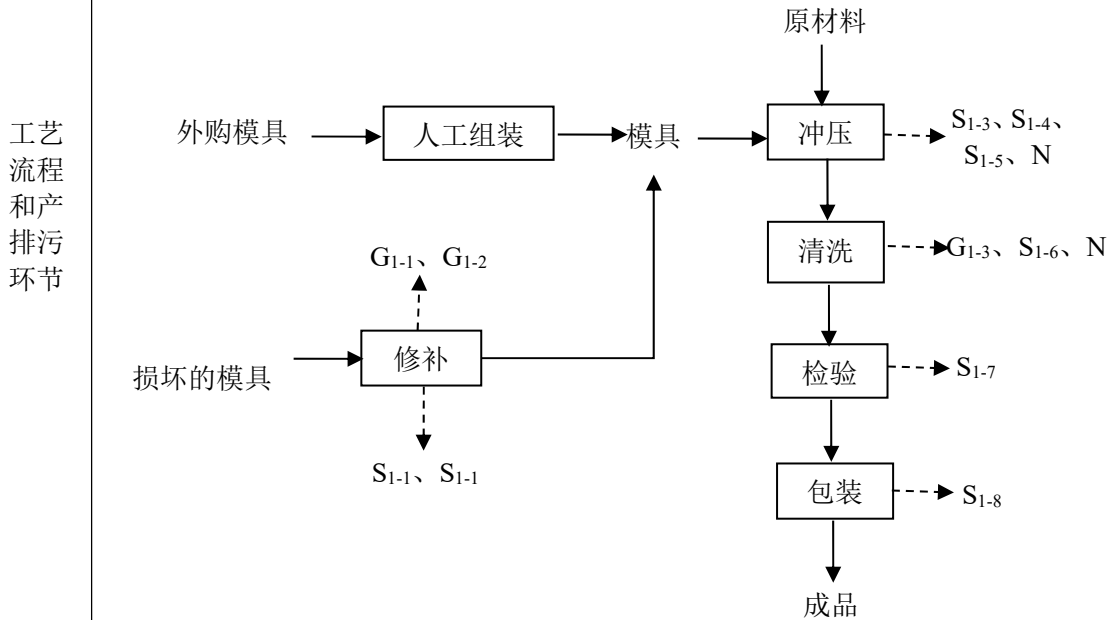 工艺
流程
和产
排污
环节
原材料
外购模具
人工组装
模具
冲压
S1-3、S1-4、
S1-5、N
清洗
G1-3、S1-6、N
G1-1、G1-2
损坏的模具
修补
S1-1、S1-1
检验
S1-7
包装
S1-8
成品